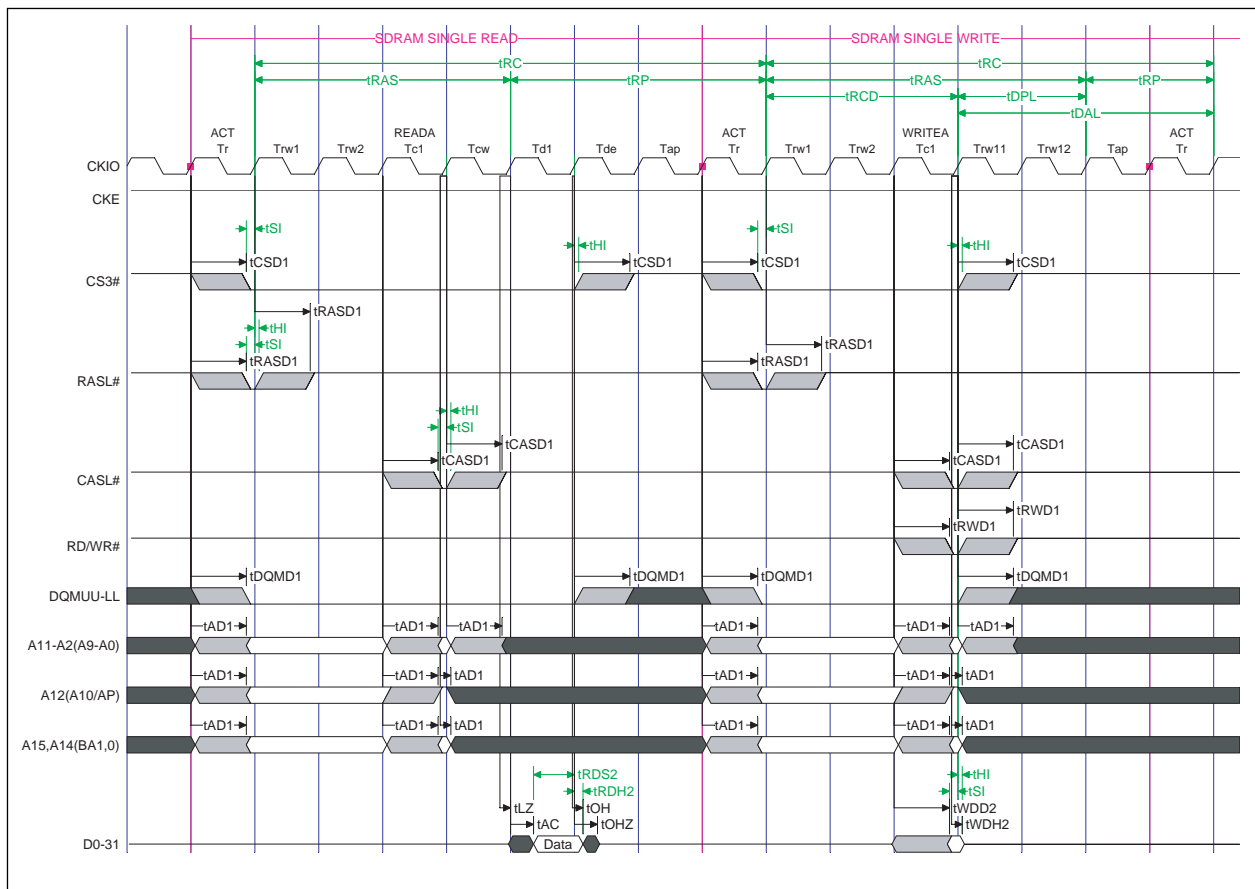 SDRAM SINGLE READ SDRAM SINGLE WRITE
tRC tRC
tRAS tRP tRAS tRP
tRCD tDPL
tDAL
ACT READA ACT WRITEA ACT
Tr Trw1 Trw2 Tc1 Tcw Td1 Tde Tap Tr Trw1 Trw2 Tc1 Trw11 Trw12 Tap Tr
CKIO
CKE
tSI tSI
tHI tHI
tCSD1 tCSD1 tCSD1 tCSD1
CS3#
tRASD1
tHI
tSI tRASD1
tRASD1 tRASD1
RASL#
tHI
tSI
tCASD1 tCASD1
tCASD1 tCASD1
CASL#
tRWD1
tRWD1
RD/WR#
tDQMD1 tDQMD1 tDQMD1 tDQMD1
DQMUU-LL
tAD1 tAD1 tAD1 tAD1 tAD1 tAD1
A11-A2(A9-A0)
tAD1 tAD1 tAD1 tAD1 tAD1 tAD1
A12(A10/AP)
tAD1 tAD1 tAD1 tAD1 tAD1 tAD1
A15,A14(BA1,0)
tRDS2 tHI
tRDH2 tSI
tLZ tOH tWDD2
tAC tOHZ tWDH2
D0-31 Data